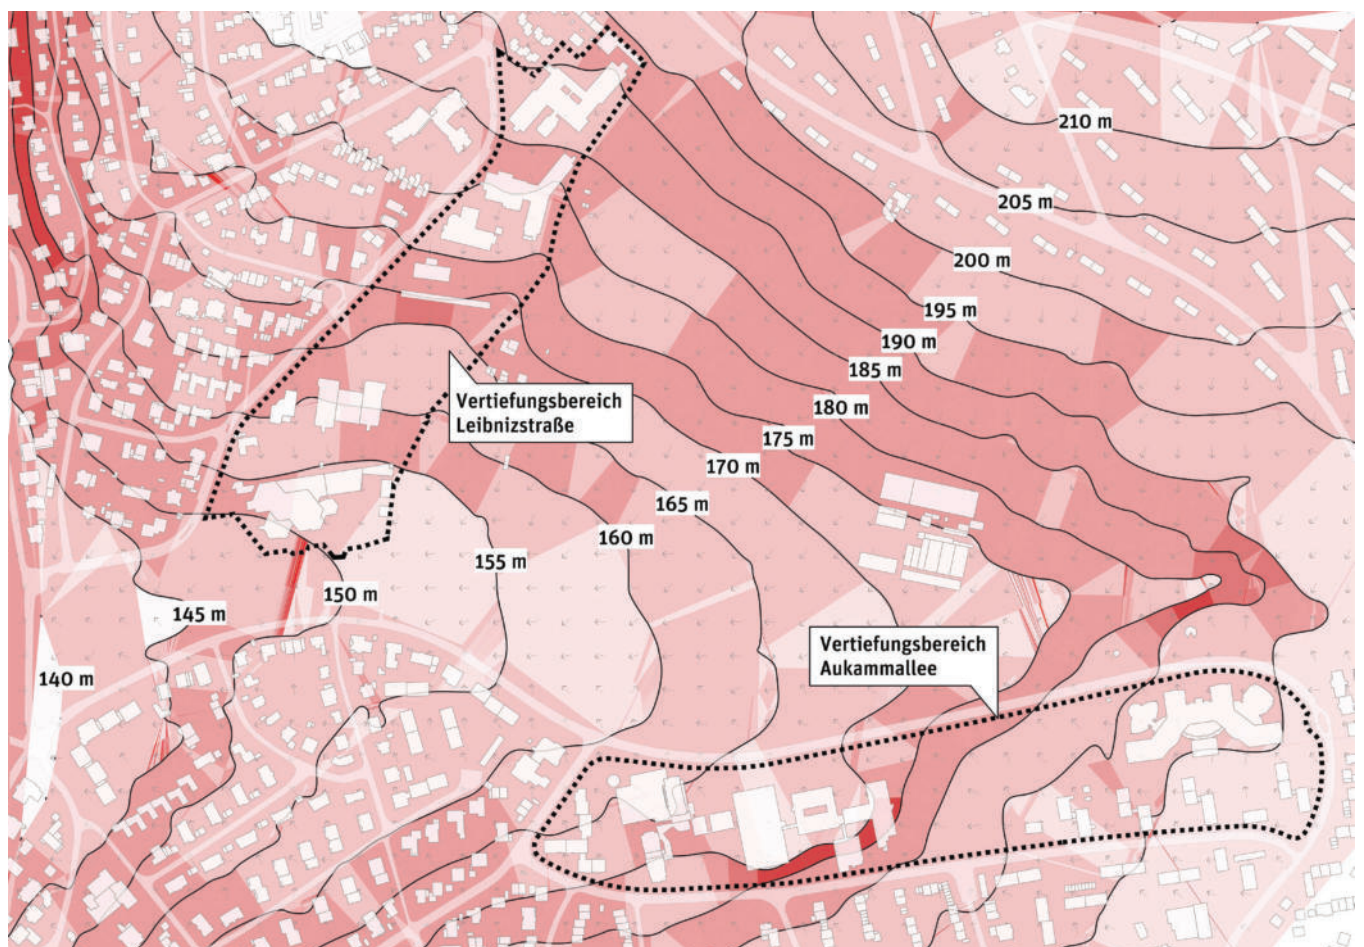 210 m
205 m
200 m
195 m
190 m
185 m
180 m
175 m
170 m
165 m
160 m
155 m
150 m
145 m
140 m
Vertiefungsbereich
Leibnizstraße
Vertiefungsbereich
Aukammallee